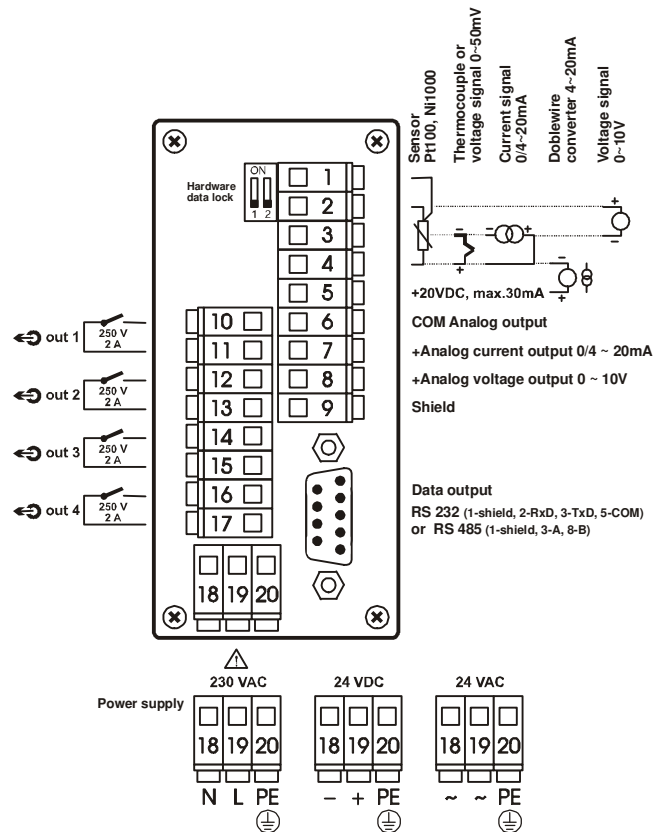 Sensor
Pt100, Ni1000
Thermocouple or
voltage signal 0~50mV
Current signal
0/4~20mA
Doblewire
converter 4~20mA
Voltage signal
0~10V
Hardware
data lock
ON
1 2
1
2
3
4
5
6
7
8
9
+
−
− +
−
+
+
−
+20VDC, max.30mA
COM Analog output
+Analog current output 0/4 ~ 20mA
+Analog voltage output 0 ~ 10V
Shield
out 1
250 V
2 A
out 2
250 V
2 A
out 3
250 V
2 A
out 4
250 V
2 A
10
11
12
13
14
15
16
17
Data output
RS 232 (1-shield, 2-RxD, 3-TxD, 5-COM)
or RS 485 (1-shield, 3-A, 8-B)
18 19 20
230 VAC
24 VDC
24 VAC
Power supply
18 19 20
18 19 20
18 19 20
N L PE
− + PE
~ ~ PE